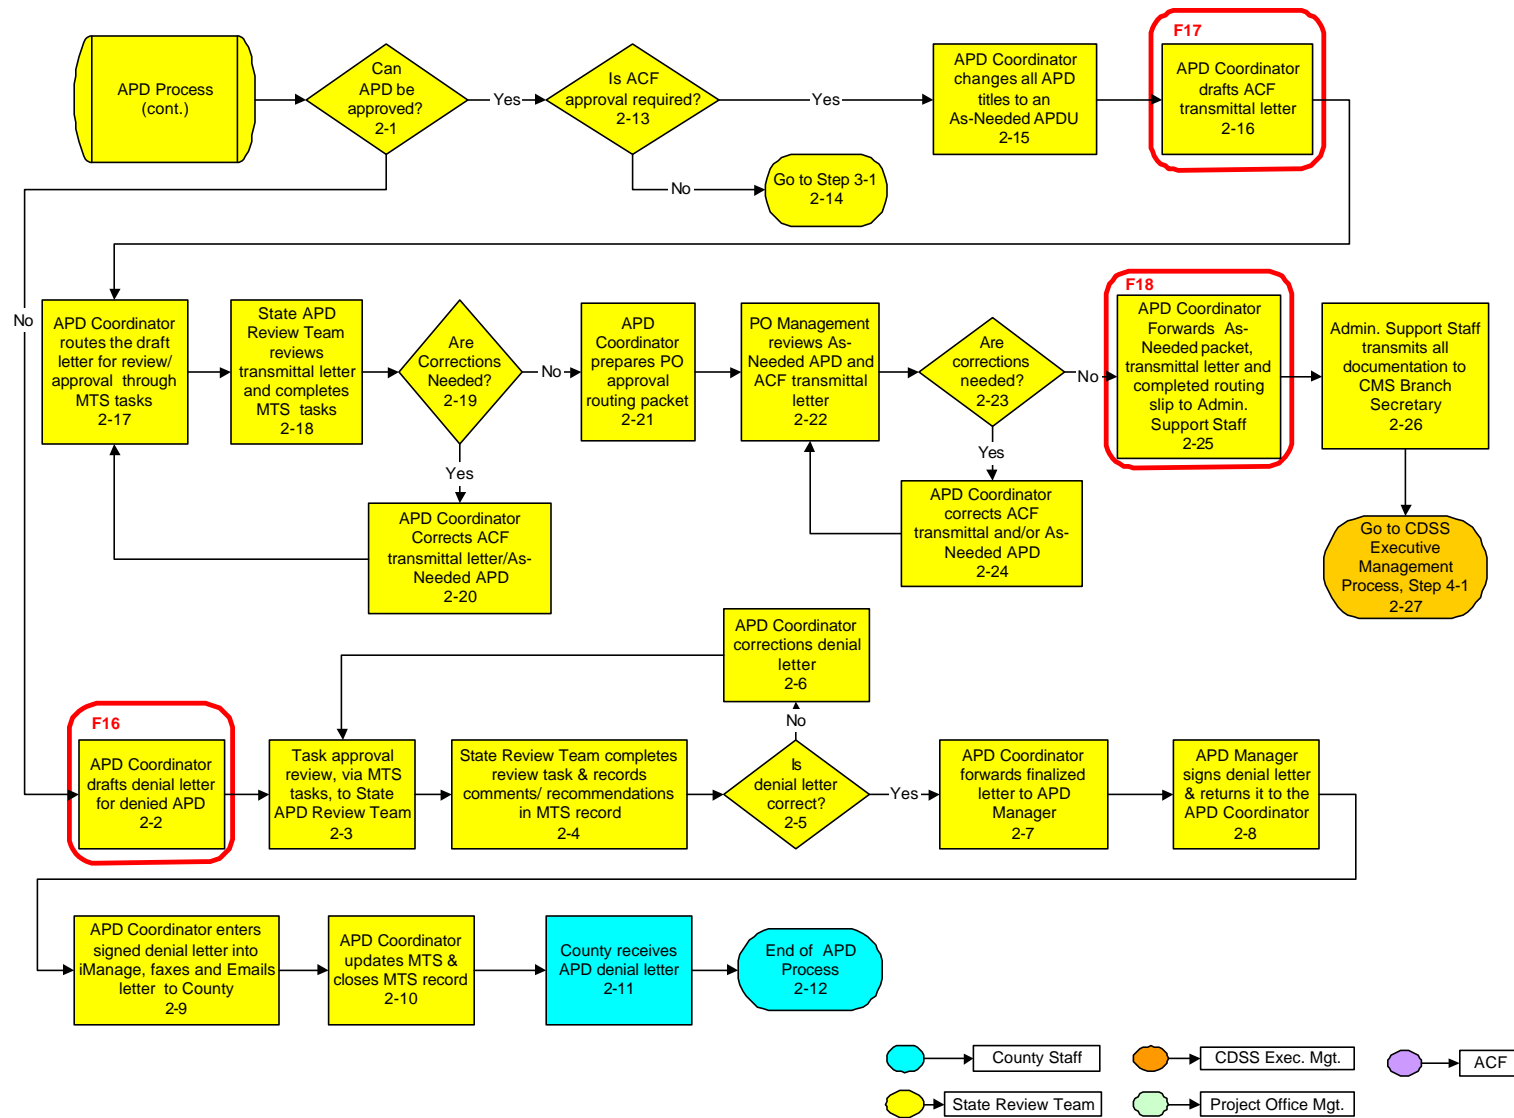 APD Process
(cont.)
Can
APD be
approved?
2-1
Yes
Is ACF
approval required?
2-13
Yes
APD Coordinator
changes all APD
titles to an
As-Needed APDU
2-15
F17
APD Coordinator
drafts ACF
transmittal letter
2-16
No
Go to Step 3-1
2-14
No
APD Coordinator
routes the draft
letter for review/
approval through
MTS tasks
2-17
State APD
Review Team
reviews
transmittal letter
and completes
MTS tasks
2-18
Are
Corrections
Needed?
2-19
No
APD
Coordinator
prepares PO
approval
routing packet
2-21
PO Management
reviews As-
Needed APD and
ACF transmittal
letter
2-22
Are
corrections
needed?
2-23
No
F18
APD Coordinator
Forwards As-
Needed packet,
transmittal letter and
completed routing
slip to Admin.
Support Staff
2-25
Admin. Support Staff
transmits all
documentation to
CMS Branch
Secretary
2-26
Yes
APD Coordinator
Corrects ACF
transmittal letter/As-
Needed APD
2-20
Yes
APD Coordinator
corrects ACF
transmittal and/or As-
Needed APD
2-24
Go to CDSS
Executive
Management
Process, Step 4-1
2-27
APD Coordinator
corrections denial
letter
2-6
No
F16
APD Coordinator
drafts denial letter
for denied APD
2-2
Task approval
review, via MTS
tasks, to State
APD Review Team
2-3
State Review Team completes
review task & records
comments/ recommendations
in MTS record
2-4
Is
denial letter
correct?
2-5
Yes
APD Coordinator
forwards finalized
letter to APD
Manager
2-7
APD Manager
signs denial letter
& returns it to the
APD Coordinator
2-8
APD Coordinator enters
signed denial letter into
iManage, faxes and Emails
letter to County
2-9
APD Coordinator
updates MTS &
closes MTS record
2-10
County receives
APD denial letter
2-11
End of APD
Process
2-12
County Staff
CDSS Exec. Mgt.
ACF
State Review Team
Project Office Mgt.